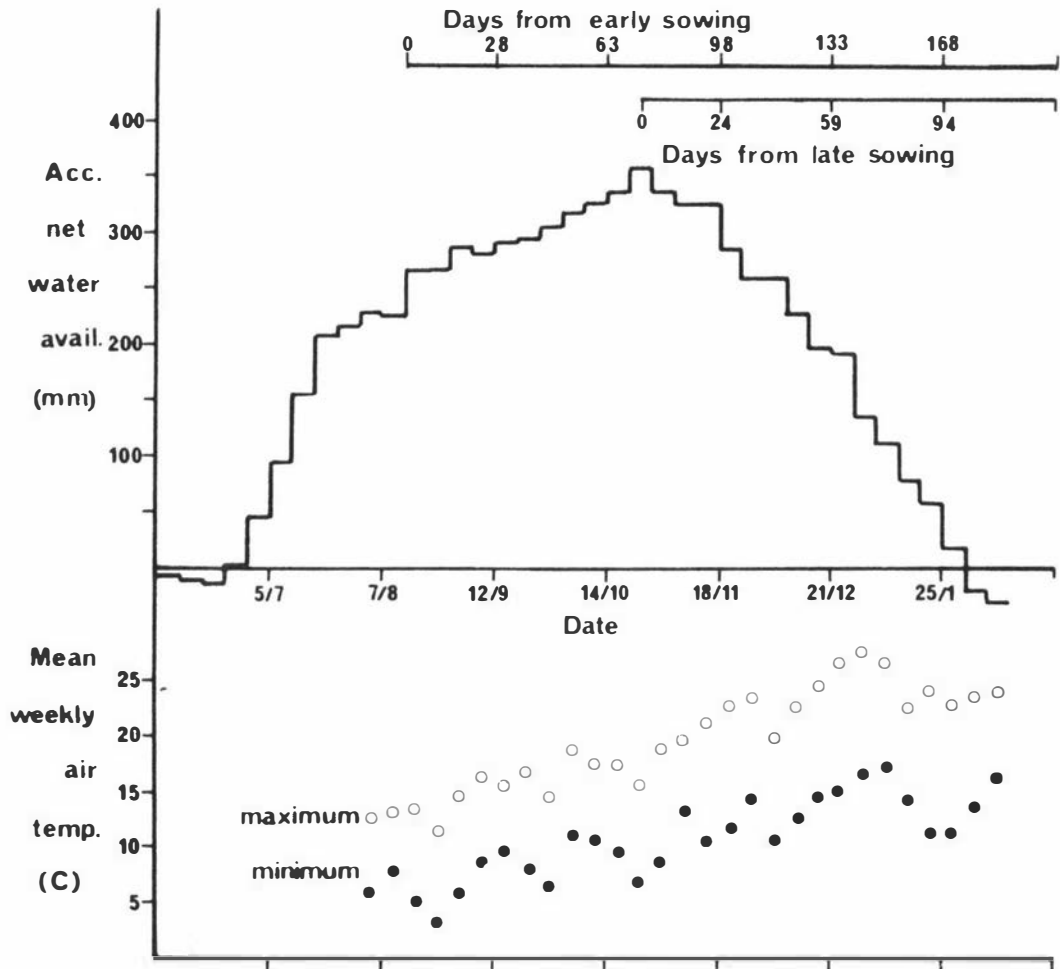 Days from early sowing
0 28 63 98 133 168
0 24 59 94
Days from late sowing
400
300
200
100
Acc.
net
water
avail.
(mm)
5/7 7/8 12/9 14/10 18/11 21/12 25/1
Date
Mean
weekly
air
temp.
(C)
25
20
15
10
5
maximum
minimum